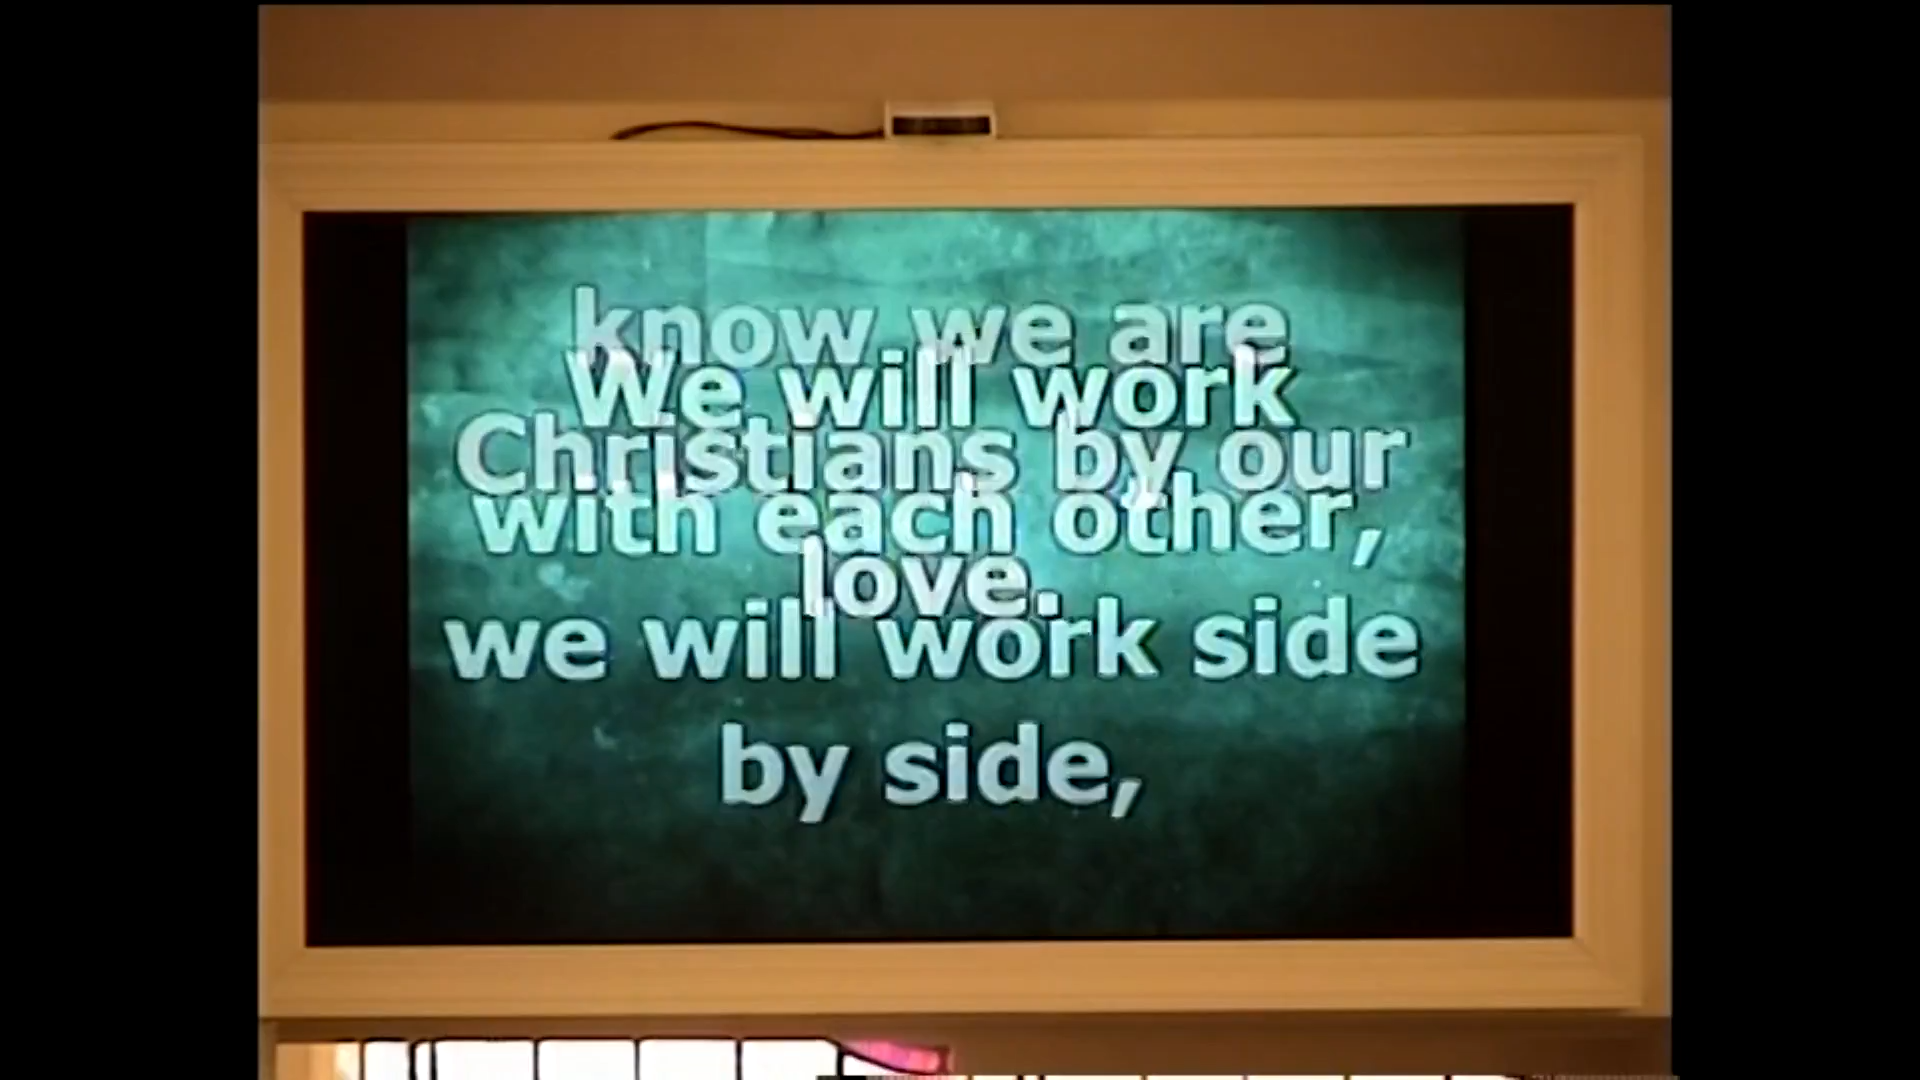 know we are
We will work
Christians by our
with each other,
love.
we will work side
by side,